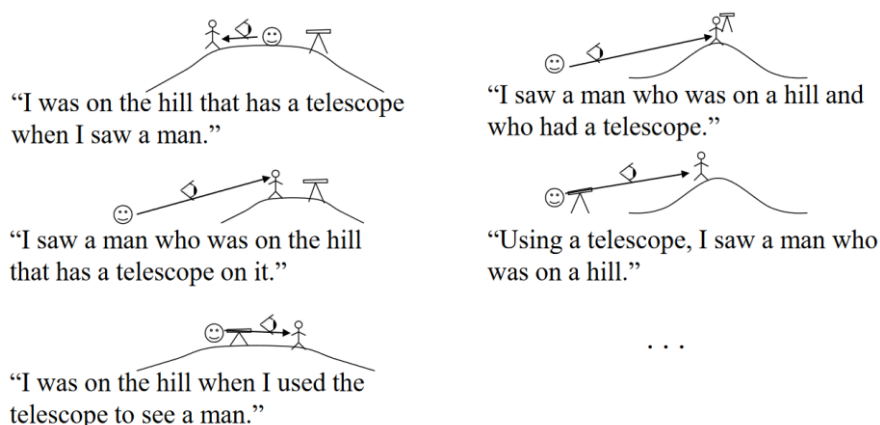 “I was on the hill that has a telescope
when I saw a man.”
“I saw a man who was on a hill and
who had a telescope.”
“I saw a man who was on the hill
that has a telescope on it.”
“Using a telescope, I saw a man who
was on a hill.”
“I was on the hill when I used the
telescope to see a man.”
. . .